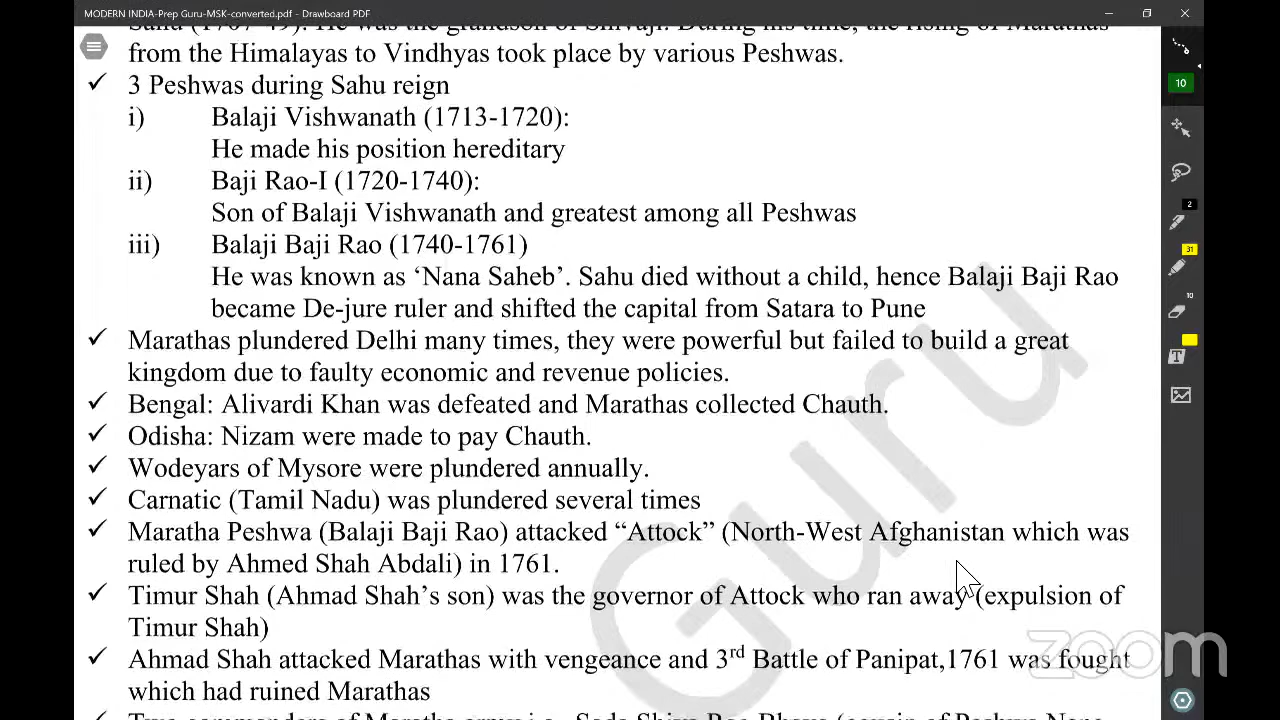 MODERN INDIA-Prep Guru-MSK-converted.pdf - Drawboard PDF
from the Himalayas to Vindhyas took place by various Peshwas.
✓ 3 Peshwas during Sahu reign
i) Balaji Vishwanath (1713-1720):
He made his position hereditary
ii) Baji Rao-I (1720-1740):
Son of Balaji Vishwanath and greatest among all Peshwas
iii) Balaji Baji Rao (1740-1761)
He was known as ‘Nana Saheb’. Sahu died without a child, hence Balaji Baji Rao
became De-jure ruler and shifted the capital from Satara to Pune
✓ Marathas plundered Delhi many times, they were powerful but failed to build a great
kingdom due to faulty economic and revenue policies.
✓ Bengal: Alivardi Khan was defeated and Marathas collected Chauth.
✓ Odisha: Nizam were made to pay Chauth.
✓ Wodeyars of Mysore were plundered annually.
✓ Carnatic (Tamil Nadu) was plundered several times
✓ Maratha Peshwa (Balaji Baji Rao) attacked “Attock” (North-West Afghanistan which was
ruled by Ahmed Shah Abdali) in 1761.
✓ Timur Shah (Ahmad Shah’s son) was the governor of Attock who ran away (expulsion of
Timur Shah)
✓ Ahmad Shah attacked Marathas with vengeance and 3rd Battle of Panipat,1761 was fought
which had ruined Marathas
Guru
zoom
10
2
31
10
T